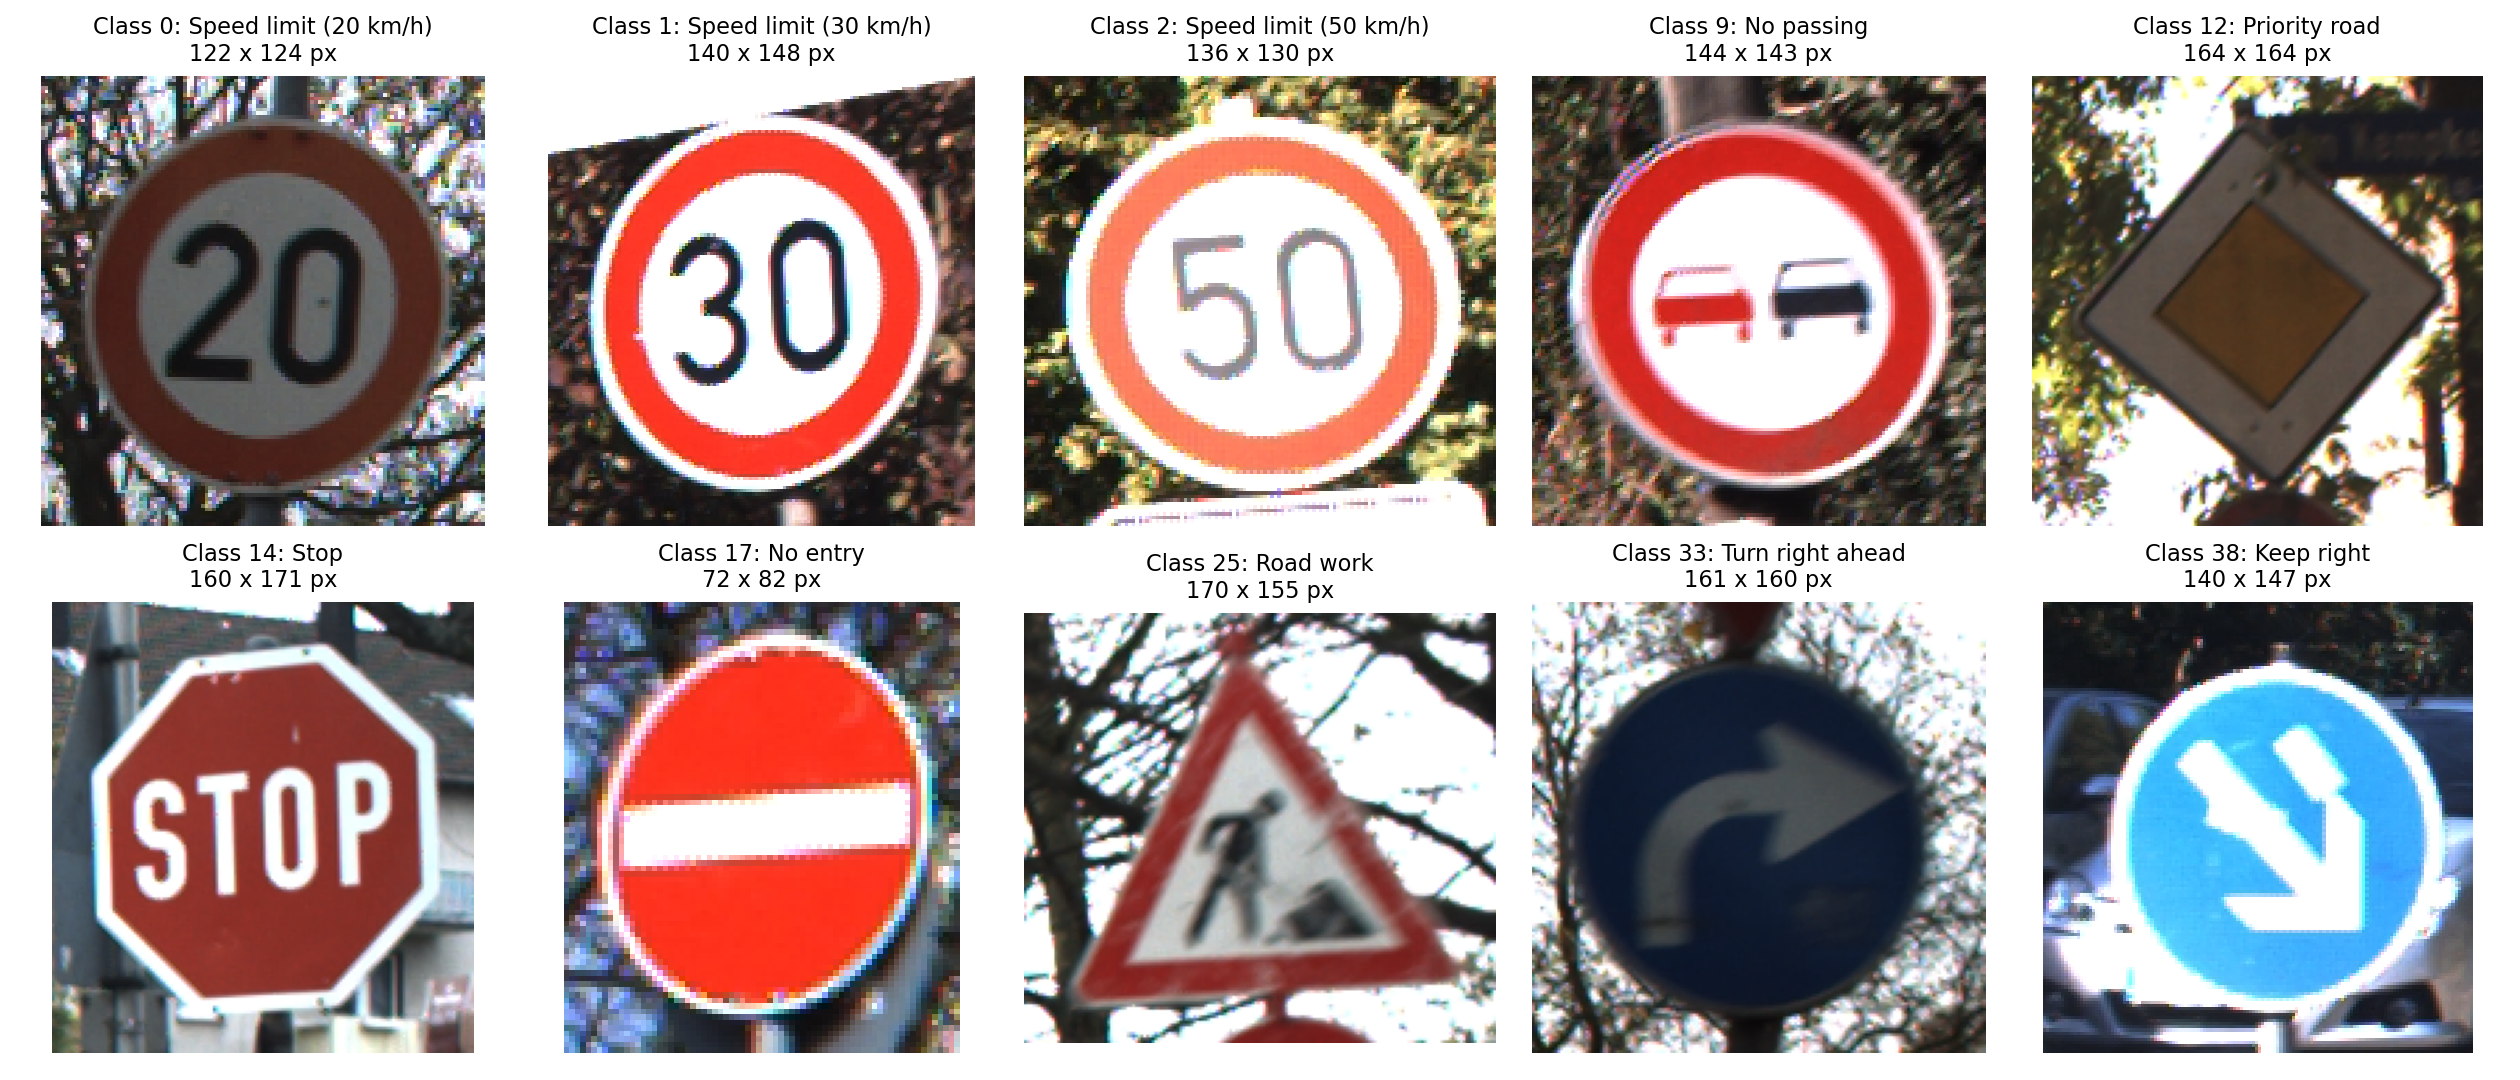 Class 0: Speed limit (20 km/h)
122 x 124 px
Class 1: Speed limit (30 km/h)
140 x 148 px
Class 2: Speed limit (50 km/h)
136 x 130 px
Class 9: No passing
144 x 143 px
Class 12: Priority road
164 x 164 px
20
30
50
Class 14: Stop
160 x 171 px
Class 17: No entry
72 x 82 px
Class 25: Road work
170 x 155 px
Class 33: Turn right ahead
161 x 160 px
Class 38: Keep right
140 x 147 px
STOP